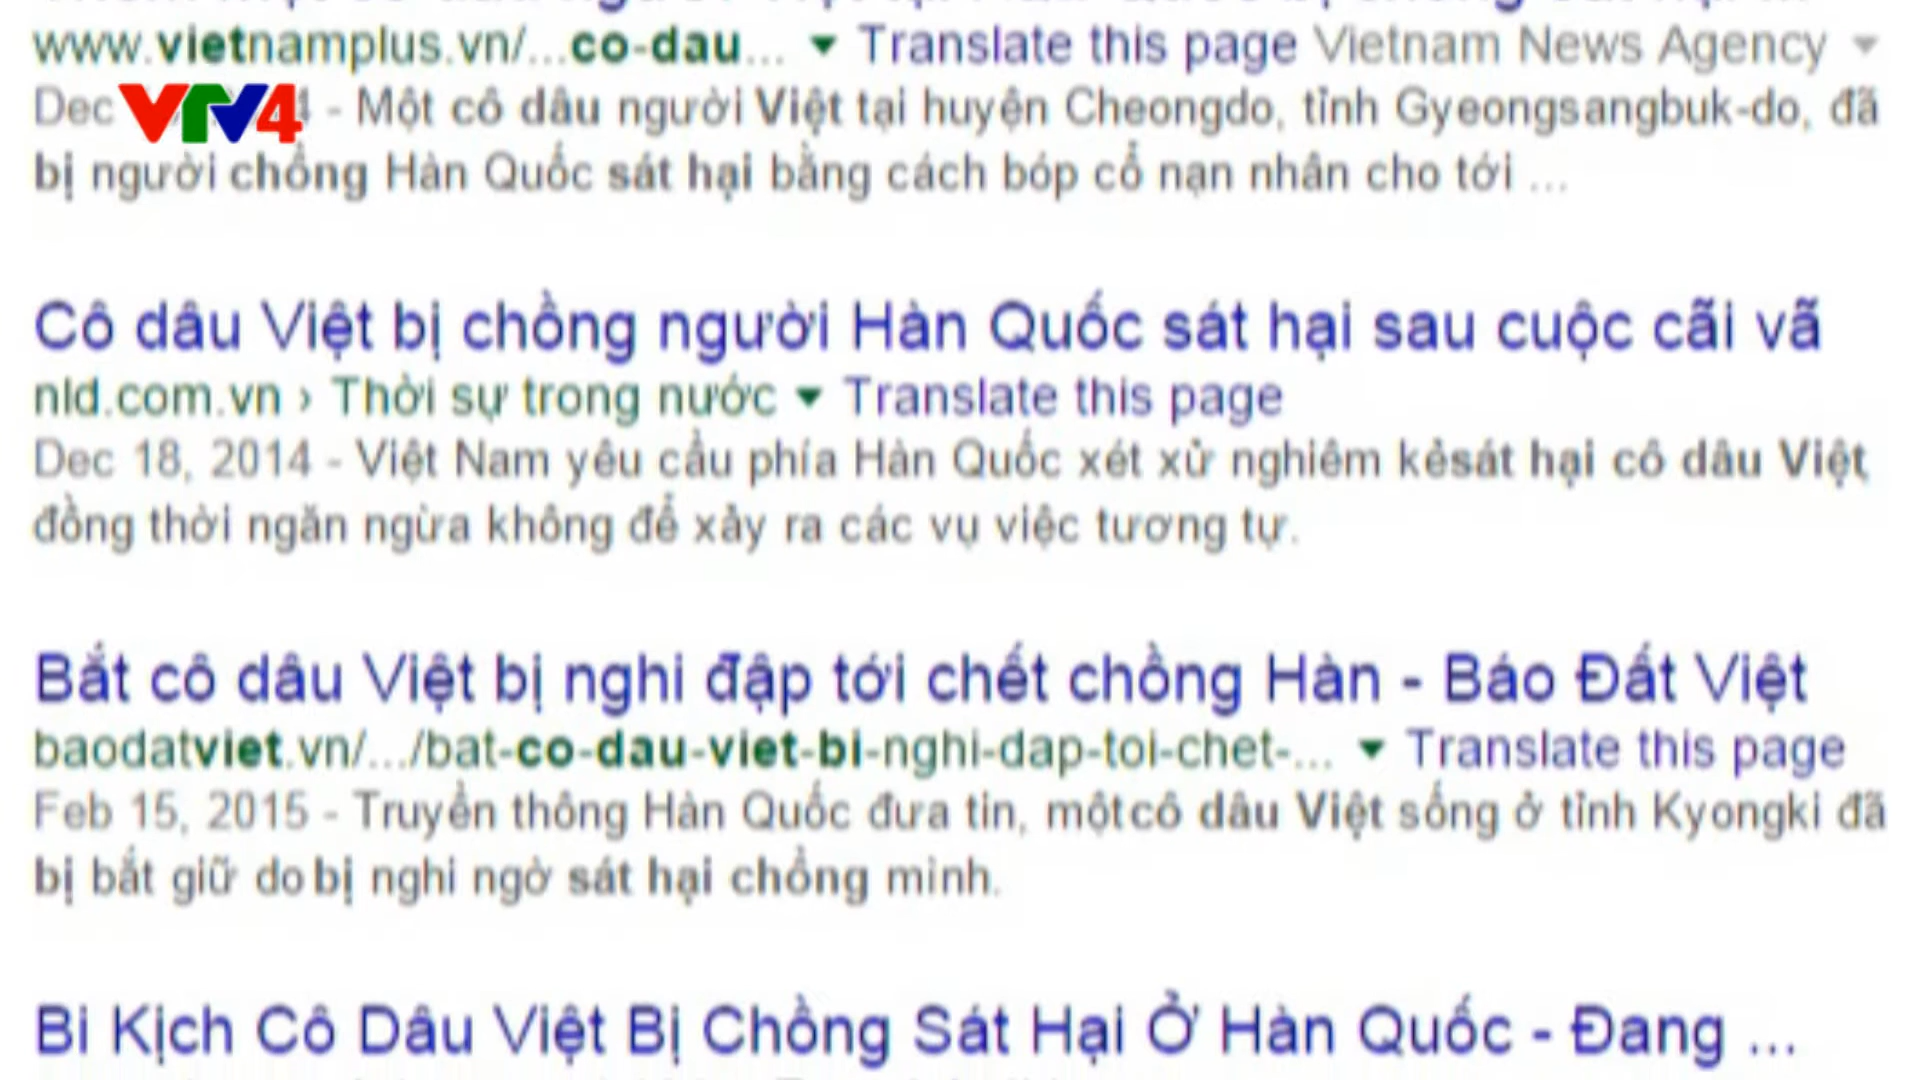 www.vietnamplus.vn/...co-dau... ▼ Translate this page Vietnam News Agency ▼
Dec 4 - Một cô dâu người Việt tại huyện Cheongdo, tỉnh Gyeongsangbuk-do, đã
VTV4
bị người chồng Hàn Quốc sát hại bằng cách bóp cổ nạn nhân cho tới ...
Cô dâu Việt bị chồng người Hàn Quốc sát hại sau cuộc cãi vã
nld.com.vn › Thời sự trong nước ▼ Translate this page
Dec 18, 2014 - Việt Nam yêu cầu phía Hàn Quốc xét xử nghiêm kẻsát hại cô dâu Việt,
đồng thời ngăn ngừa không để xảy ra các vụ việc tương tự.
Bắt cô dâu Việt bị nghi đập tới chết chồng Hàn - Báo Đất Việt
baodatviet.vn/.../bat-co-dau-viet-bi-nghi-dap-toi-chet-... ▼ Translate this page
Feb 15, 2015 - Truyền thông Hàn Quốc đưa tin, mộtcô dâu Việt sống ở tỉnh Kyongki đã
bị bắt giữ do bị nghi ngờ sát hại chồng mình.
Bi Kịch Cô Dâu Việt Bị Chồng Sát Hại Ở Hàn Quốc - Đang ...